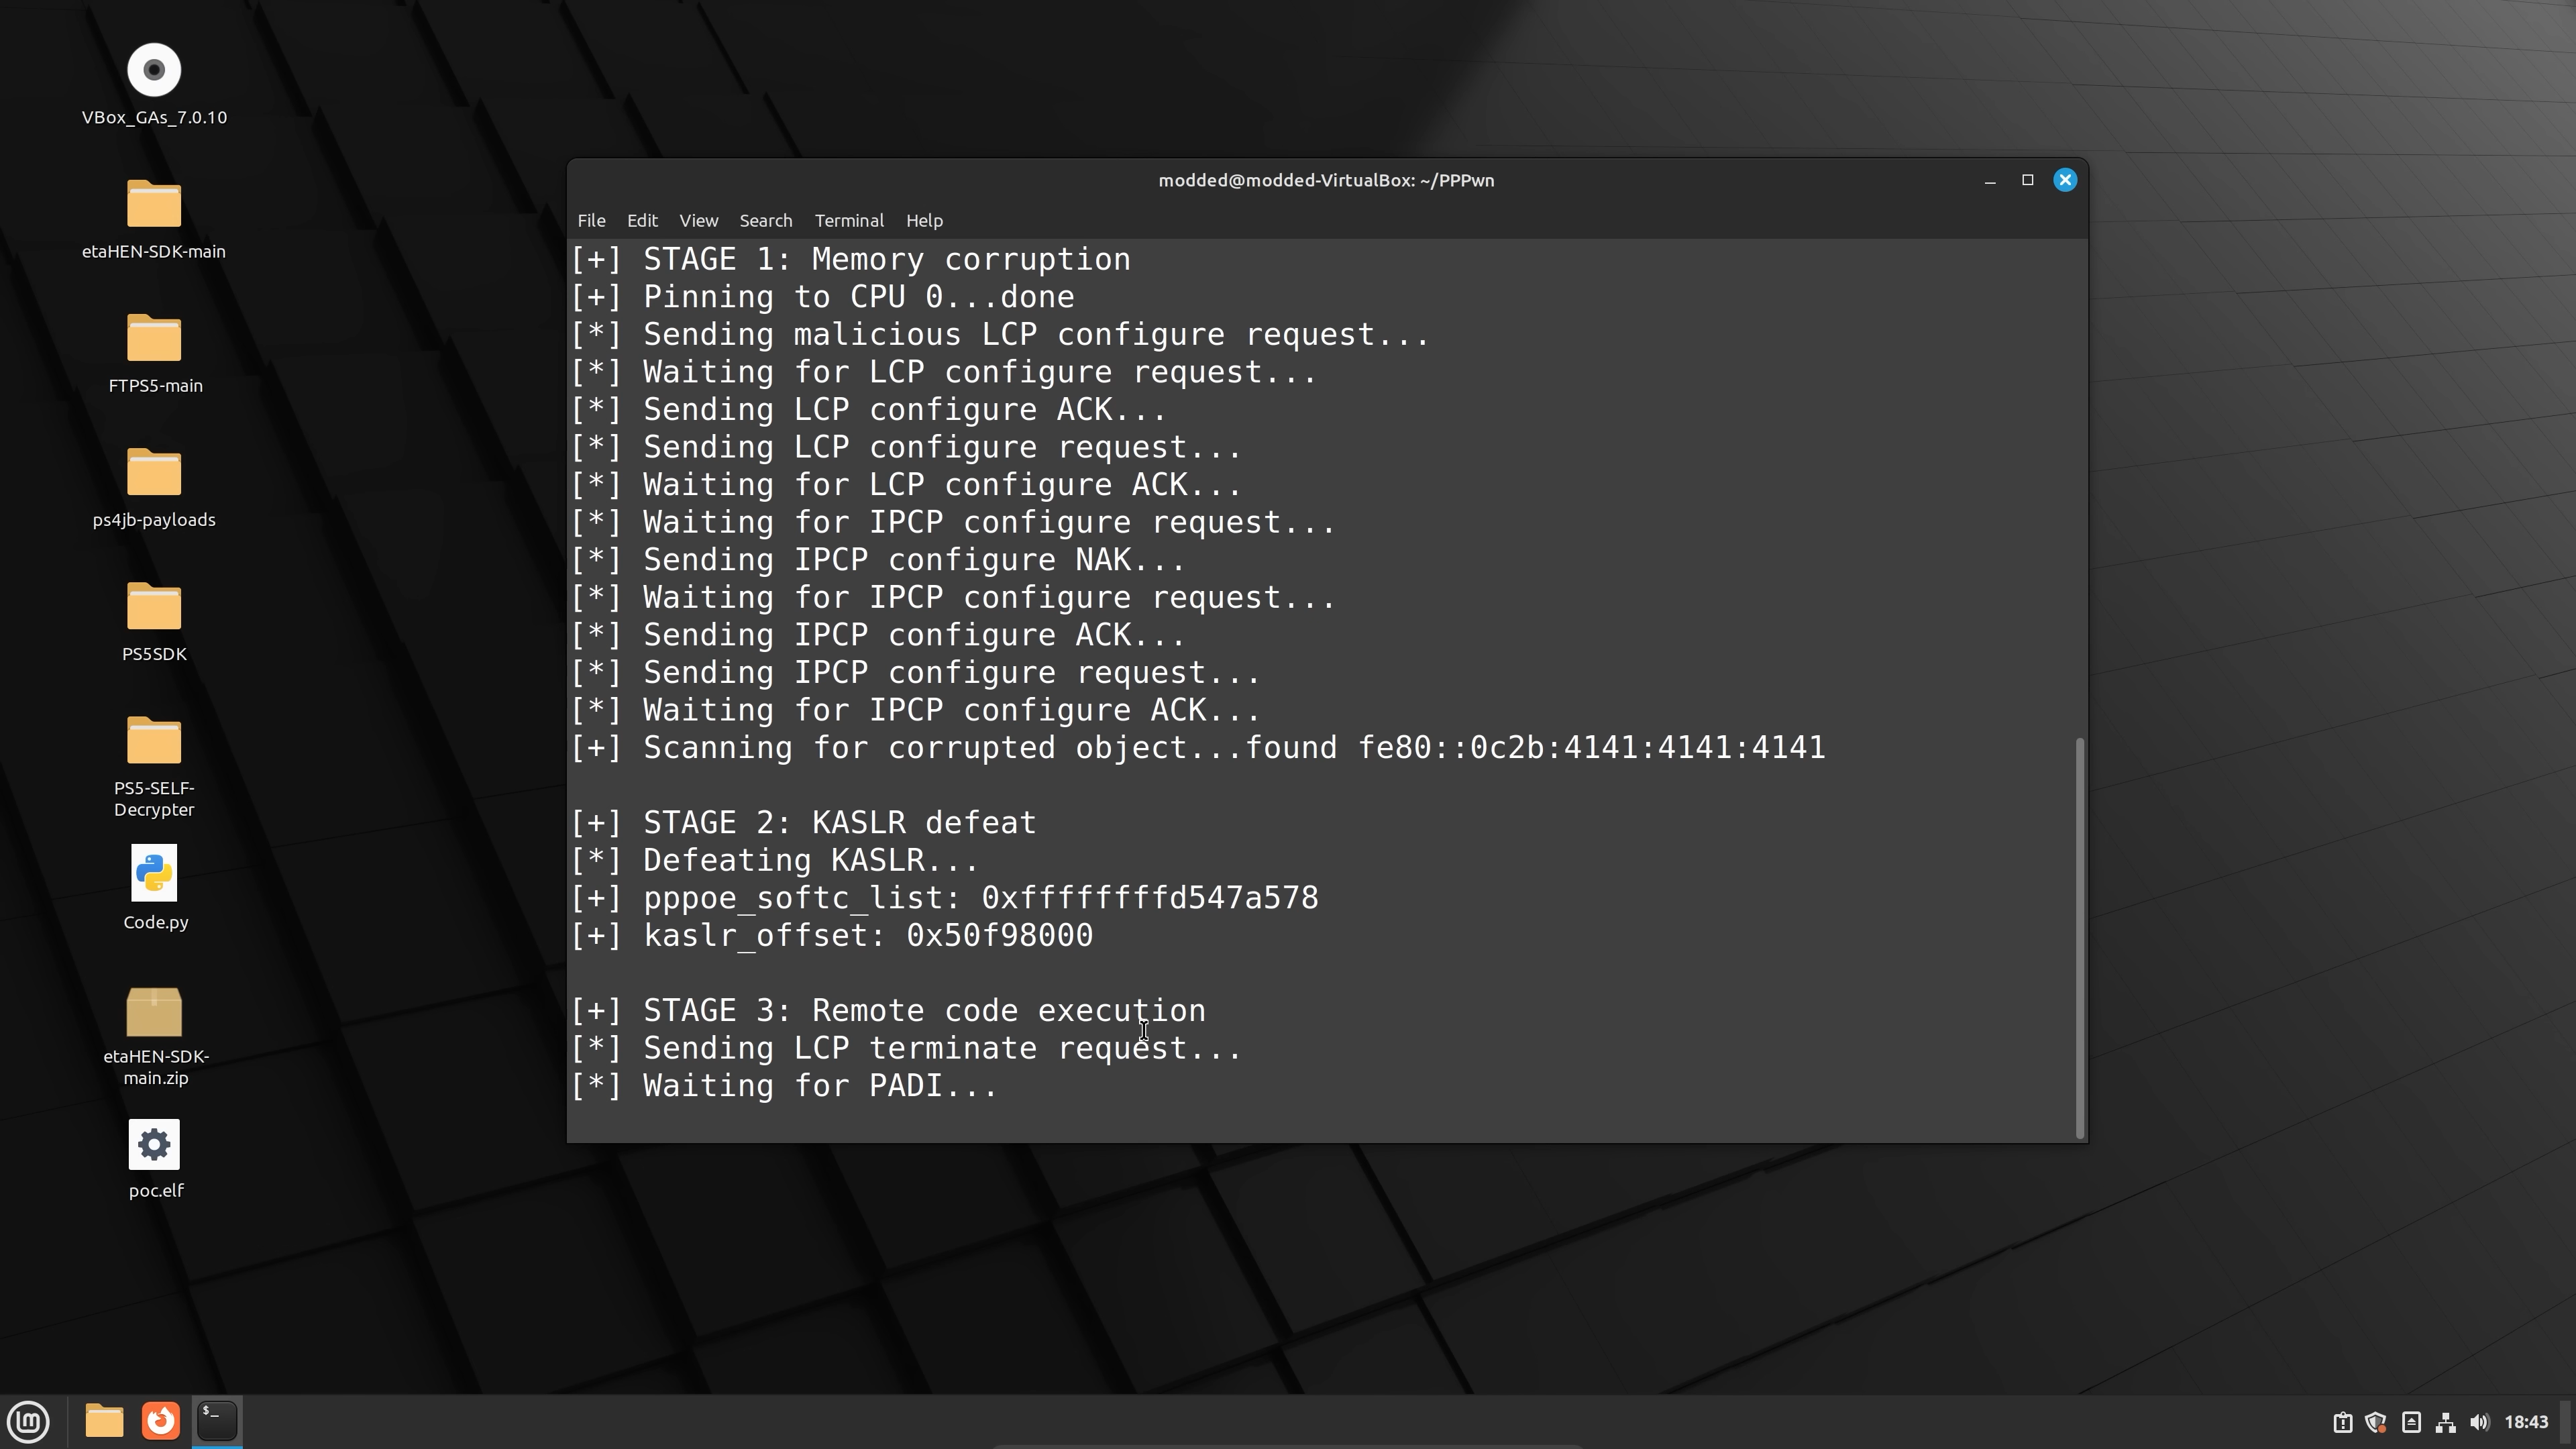 VBox_GAs_7.0.10
etaHEN-SDK-main
FTPS5-main
ps4jb-payloads
PS5SDK
PS5-SELF-
Decrypter
Code.py
etaHEN-SDK-
main.zip
poc.elf
modded@modded-VirtualBox: ~/PPPwn
File Edit View Search Terminal Help
[+] STAGE 1: Memory corruption
[+] Pinning to CPU 0...done
[*] Sending malicious LCP configure request...
[*] Waiting for LCP configure request...
[*] Sending LCP configure ACK...
[*] Sending LCP configure request...
[*] Waiting for LCP configure ACK...
[*] Waiting for IPCP configure request...
[*] Sending IPCP configure NAK...
[*] Waiting for IPCP configure request...
[*] Sending IPCP configure ACK...
[*] Sending IPCP configure request...
[*] Waiting for IPCP configure ACK...
[+] Scanning for corrupted object...found fe80::0c2b:4141:4141:4141
[+] STAGE 2: KASLR defeat
[*] Defeating KASLR...
[+] pppoe_softc_list: 0xffffffffd547a578
[+] kaslr_offset: 0x50f98000
[+] STAGE 3: Remote code execution
[*] Sending LCP terminate request...
[*] Waiting for PADI...
$_
18:43